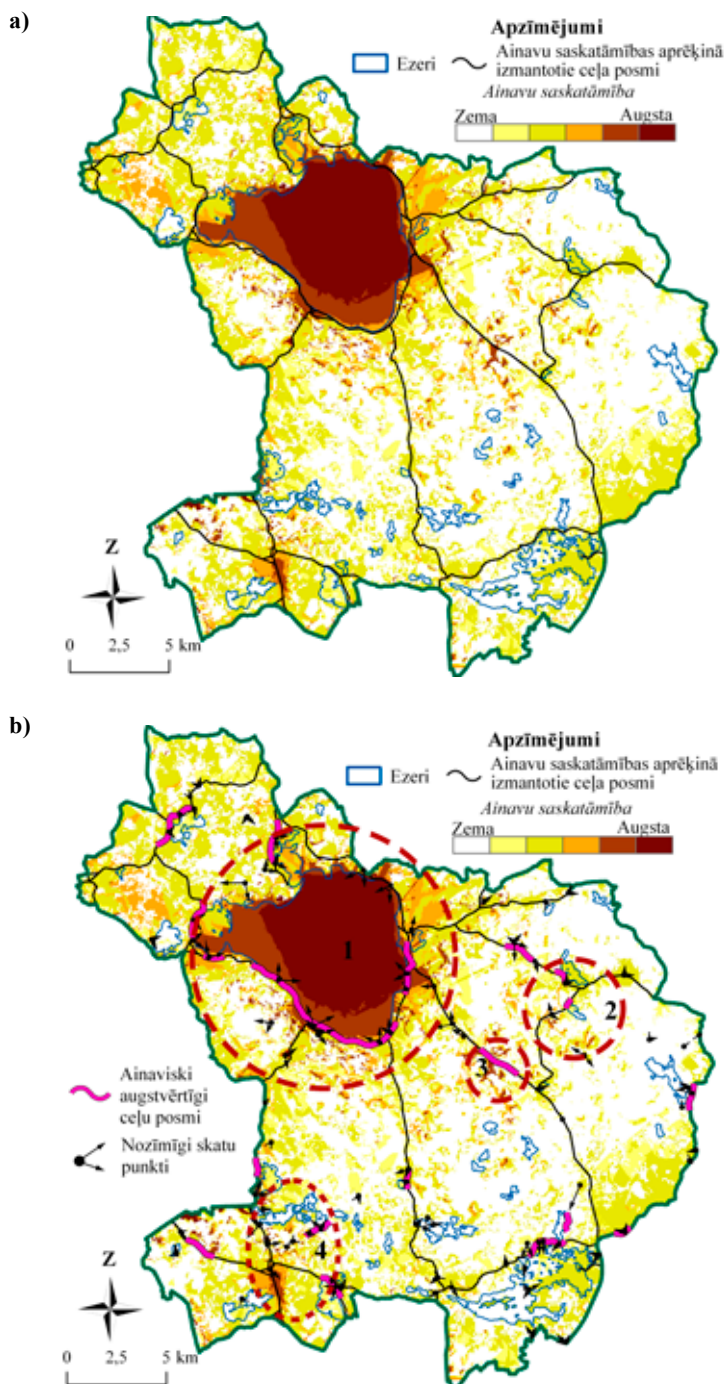 a)
Apzīmējumi
Ezeri
Ainavu saskatāmības aprēķinā
izmantotie ceļa posmi
Ainavu saskatāmība
Zema
Augsta
Z
0 2,5 5 km
b)
Apzīmējumi
Ezeri
Ainavu saskatāmības aprēķinā
izmantotie ceļa posmi
Ainavu saskatāmība
Zema
Augsta
1
2
3
Ainaviski
augstvērtīgi
ceļu posmi
Nozīmīgi skatu
punkti
4
Z
0 2,5 5 km